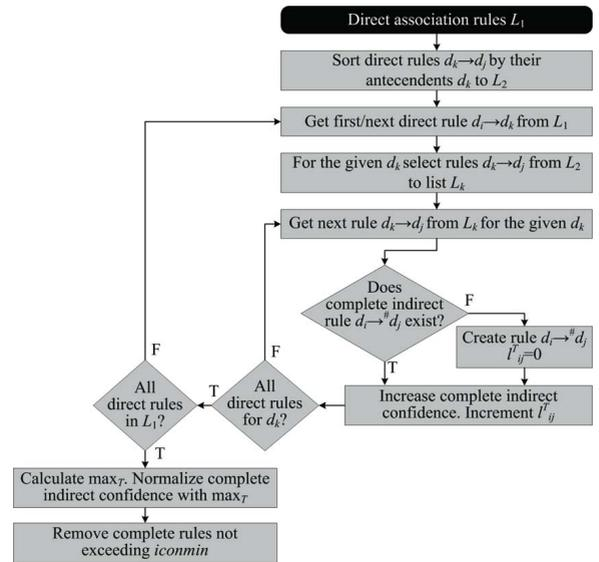 Direct association rules L₁
Sort direct rules dₖ→dⱼ by their
antecendents dₖ to L₂
Get first/next direct rule dᵢ→dₖ from L₁
For the given dₖ select rules dₖ→dⱼ from L₂
to list Lₖ
Get next rule dₖ→dⱼ from Lₖ for the given dₖ
Does
complete indirect
rule dᵢ→#dⱼ exist?
F
Create rule dᵢ→#dⱼ
lᵀᵢⱼ=0
T
Increase complete indirect
confidence. Increment lᵀᵢⱼ
F
All
direct rules
for dₖ?
T
F
All
direct rules
in L₁?
T
Calculate max_T. Normalize complete
indirect confidence with max_T
Remove complete rules not
exceeding iconmin